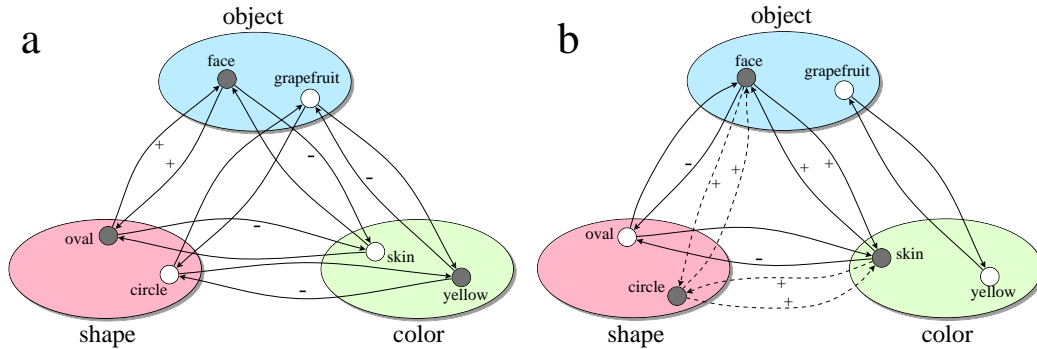 a
object
face
grapefruit
+
+
-
-
oval
-
skin
circle
-
yellow
shape
color
b
object
face
grapefruit
-
+
+
+
+
oval
-
skin
circle
+
+
yellow
shape
color